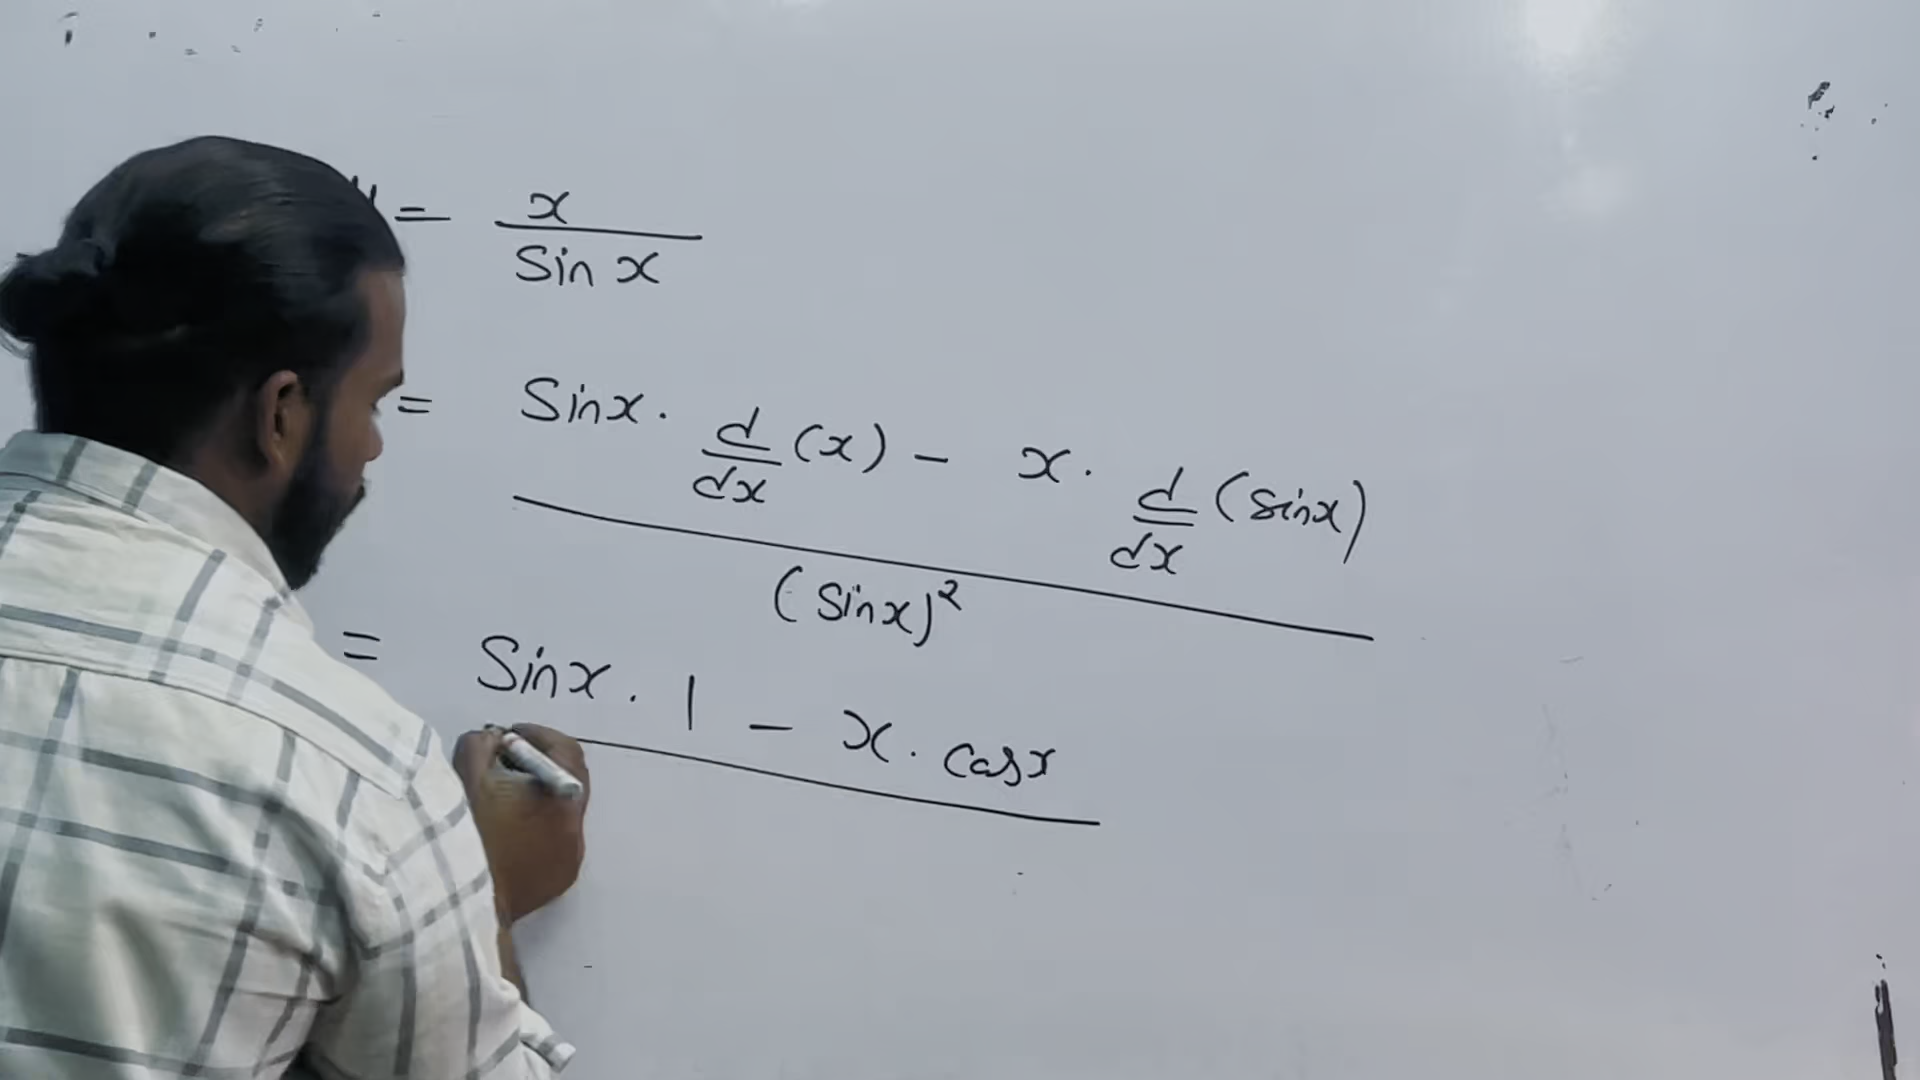 = x / Sin x
= Sinx . d/dx (x) - x . d/dx (sinx) / (sinx)²
= Sinx . 1 - x . cosx